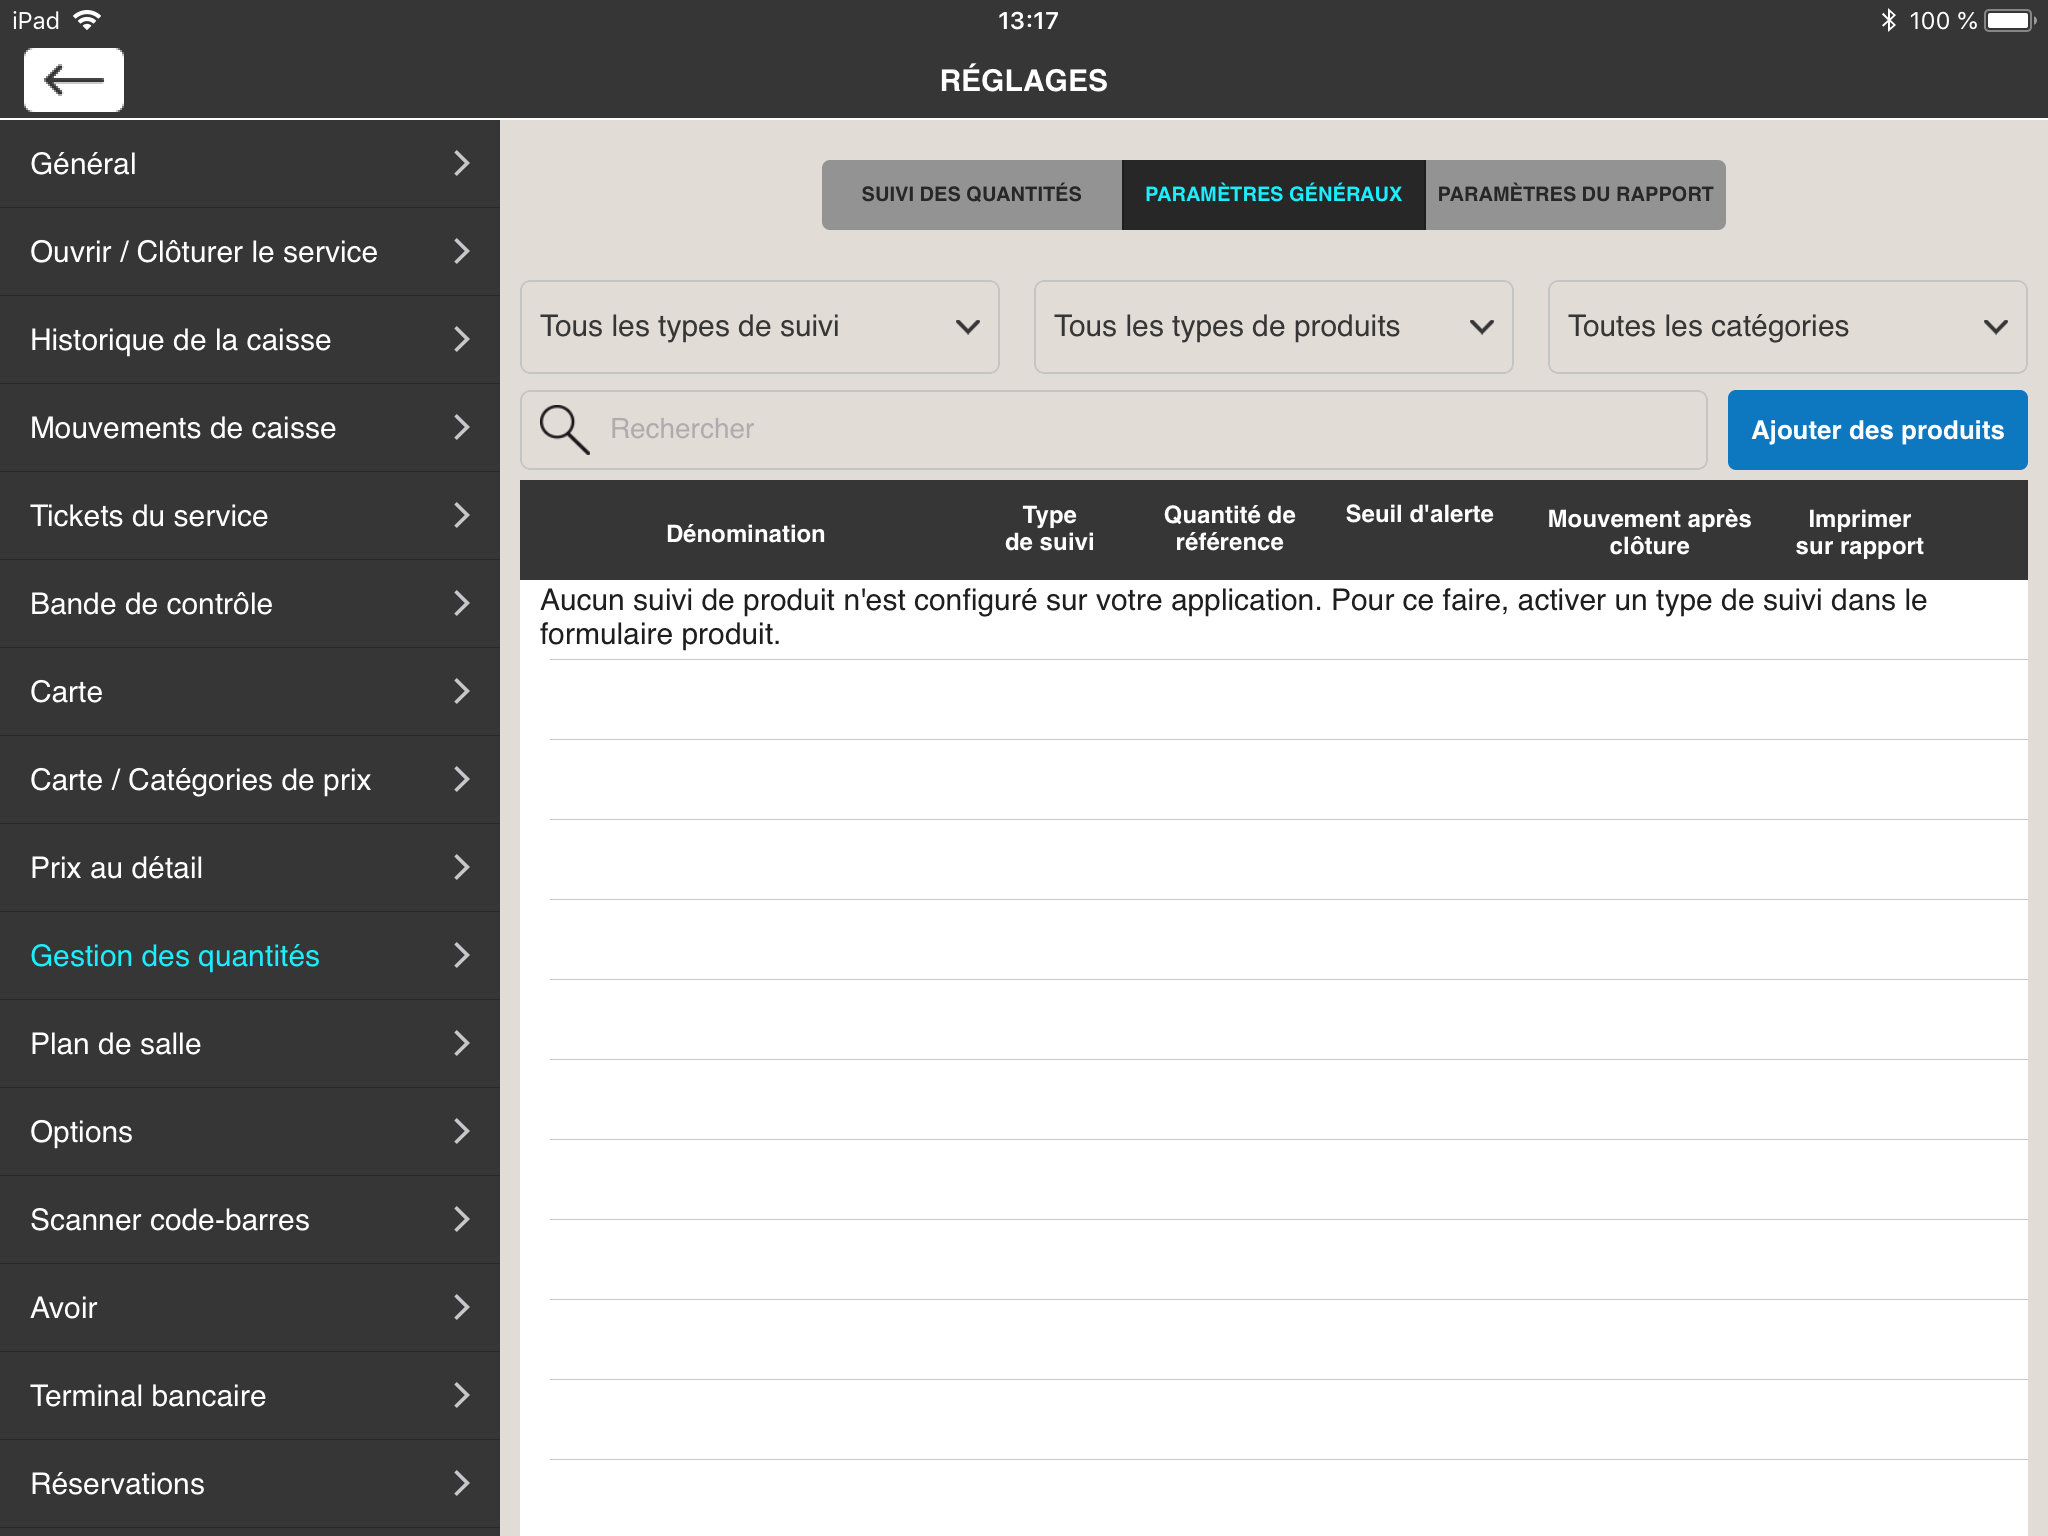 iPad
13:17
100 %
RÉGLAGES
Général
Ouvrir / Clôturer le service
Historique de la caisse
Mouvements de caisse
Tickets du service
Bande de contrôle
Carte
Carte / Catégories de prix
Prix au détail
Gestion des quantités
Plan de salle
Options
Scanner code-barres
Avoir
Terminal bancaire
Réservations
SUIVI DES QUANTITÉS
PARAMÈTRES GÉNÉRAUX
PARAMÈTRES DU RAPPORT
Tous les types de suivi
Tous les types de produits
Toutes les catégories
Rechercher
Ajouter des produits
Dénomination
Type
de suivi
Quantité de
référence
Seuil d'alerte
Mouvement après
clôture
Imprimer
sur rapport
Aucun suivi de produit n'est configuré sur votre application. Pour ce faire, activer un type de suivi dans le
formulaire produit.